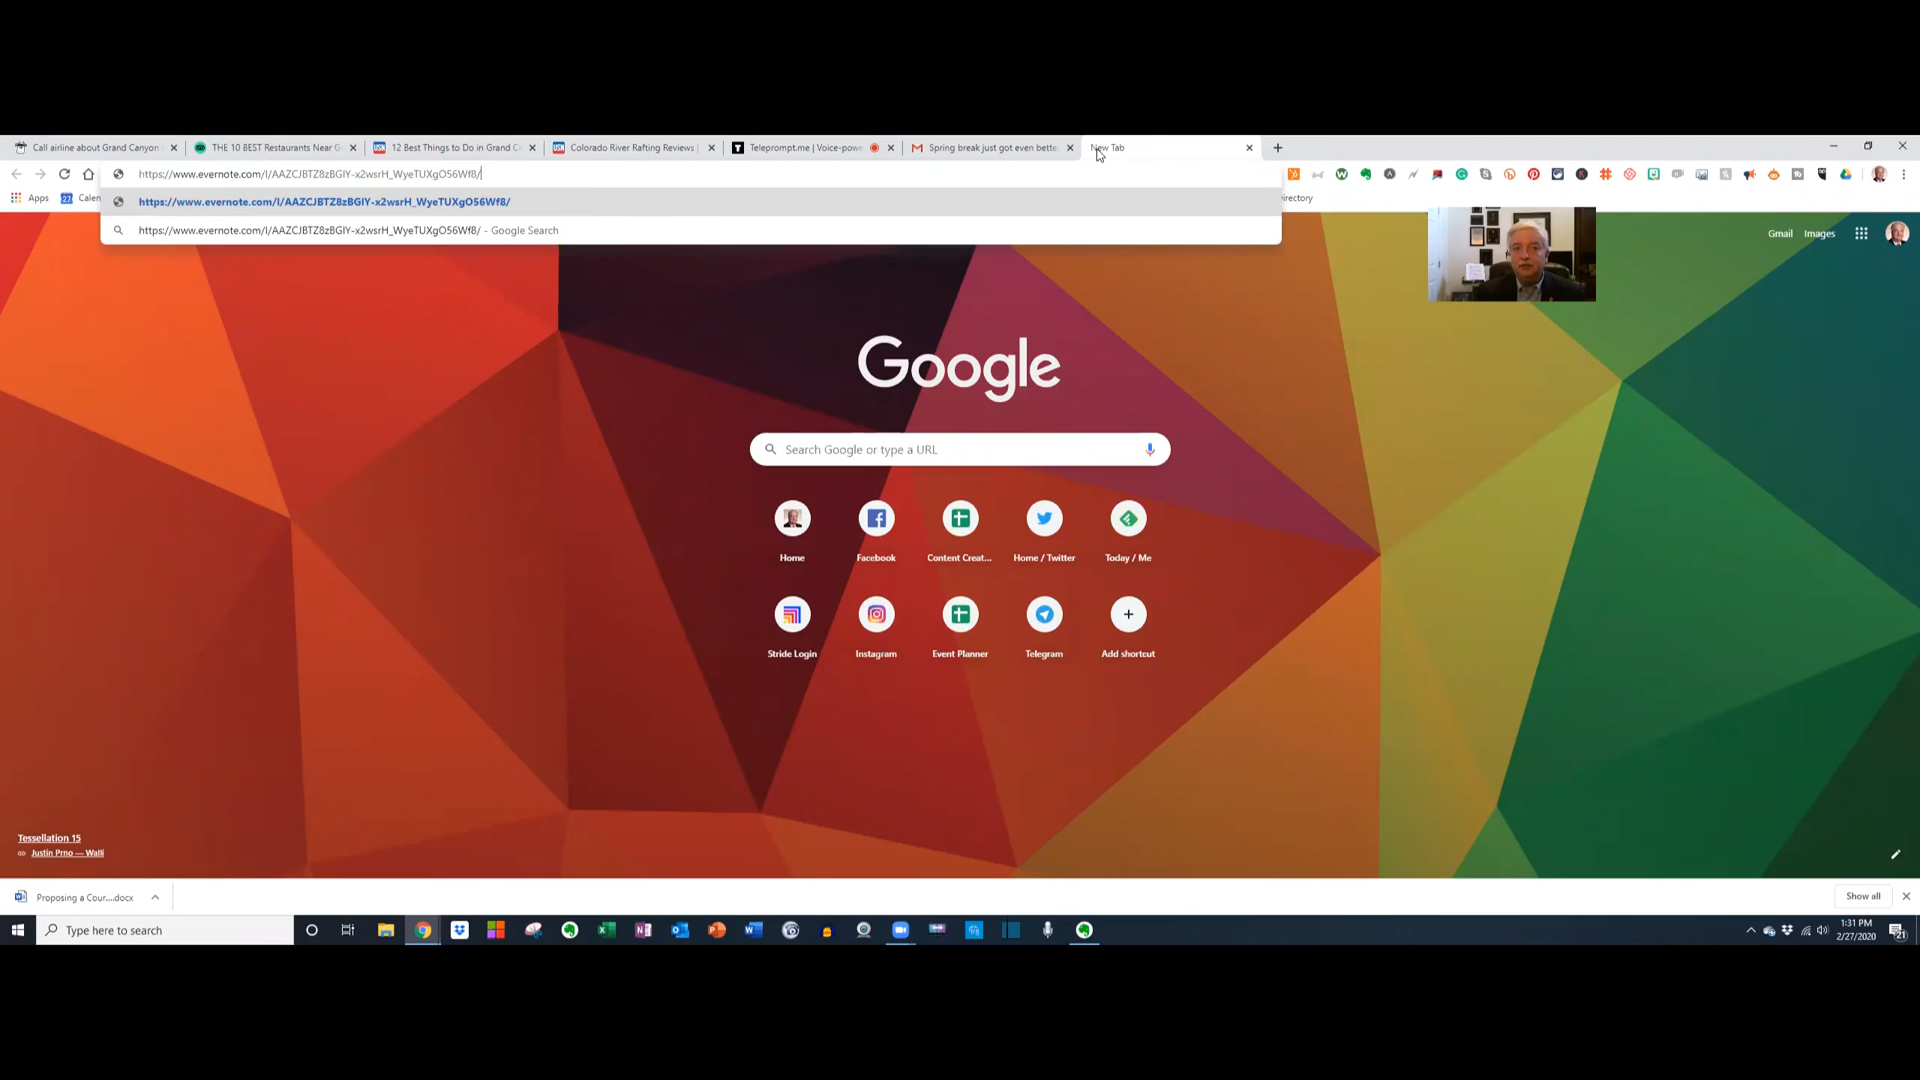 Call airline about Grand Canyon
THE 10 BEST Restaurants Near G
12 Best Things to Do in Grand C
Colorado River Rafting Reviews |
Teleprompt.me | Voice-powe
Spring break just got even bette
New Tab
https://www.evernote.com/l/AAZCJBTZ8zBGIY-x2wsrH_WyeTUXgO56Wf8/
Apps
27
Calen
https://www.evernote.com/l/AAZCJBTZ8zBGIY-x2wsrH_WyeTUXgO56Wf8/
irectory
https://www.evernote.com/l/AAZCJBTZ8zBGIY-x2wsrH_WyeTUXgO56Wf8/ - Google Search
Gmail Images
Google
Search Google or type a URL
Home Facebook Content Creat... Home / Twitter Today / Me
Stride Login Instagram Event Planner Telegram Add shortcut
Tessellation 15
Justin Prno — Walli
Proposing a Cour....docx
Show all
Type here to search
1:31 PM
2/27/2020
21